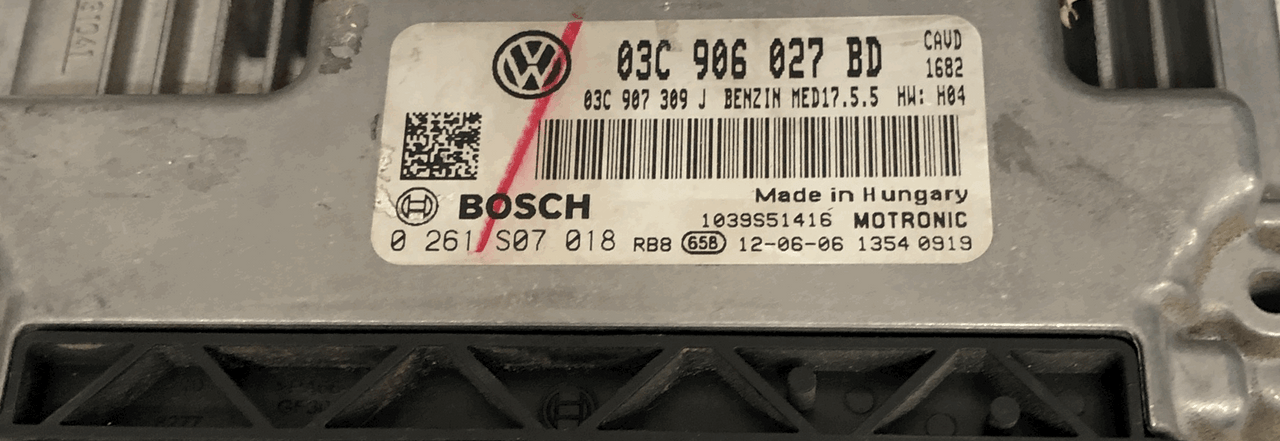 03C 906 027 BD
CAVD
1682
03C 907 309 J BENZIN MED17.5.5 HW: H04
BOSCH
Made in Hungary
1039S51416 MOTRONIC
0 261 S07 018 RB8 65B 12-06-06 1354 0919